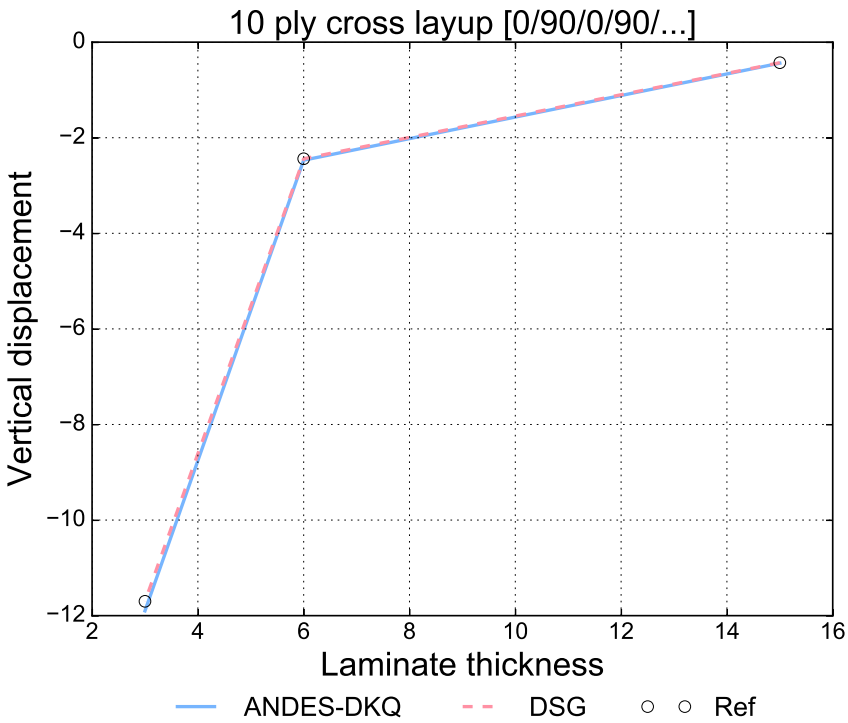 10 ply cross layup [0/90/0/90/...]
0
−2
−4
−6
−8
−10
−12
Vertical displacement
2 4 6 8 10 12 14 16
Laminate thickness
ANDES-DKQ DSG Ref